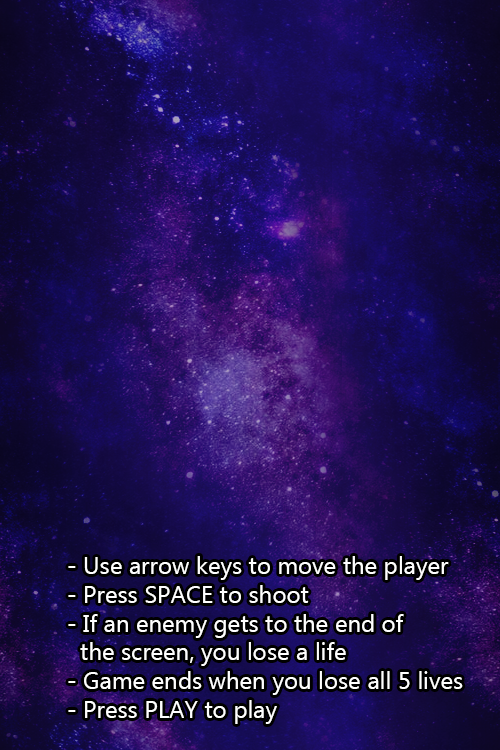 - Use arrow keys to move the player
- Press SPACE to shoot
- If an enemy gets to the end of
the screen, you lose a life
- Game ends when you lose all 5 lives
- Press PLAY to play